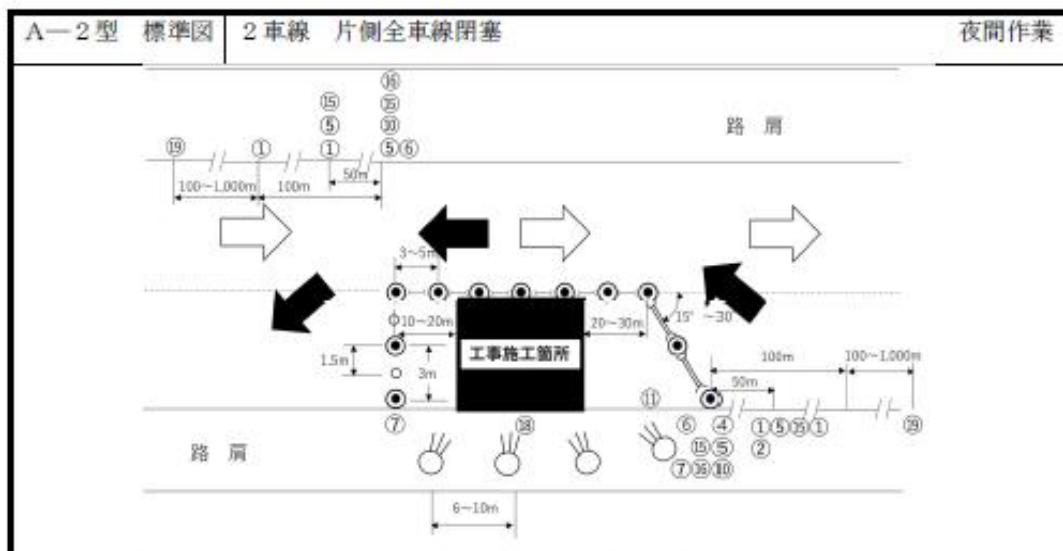 A―2型 標準図 2車線 片側全車線閉塞 夜間作業
⑯
⑮ ⑮
⑤ ⑩
⑲ ① ① ⑤⑥
路 肩
50m
100~1,000m 100m
3~5m
10~20m 20~30m 15° ~30
1.5m 3m 工事施工箇所
100m 100~1,000m
50m
⑪
⑦ ⑱ ⑥ ④ ①⑤⑮① ⑲
⑮⑤ ②
路 肩
⑦⑯⑩
6~10m